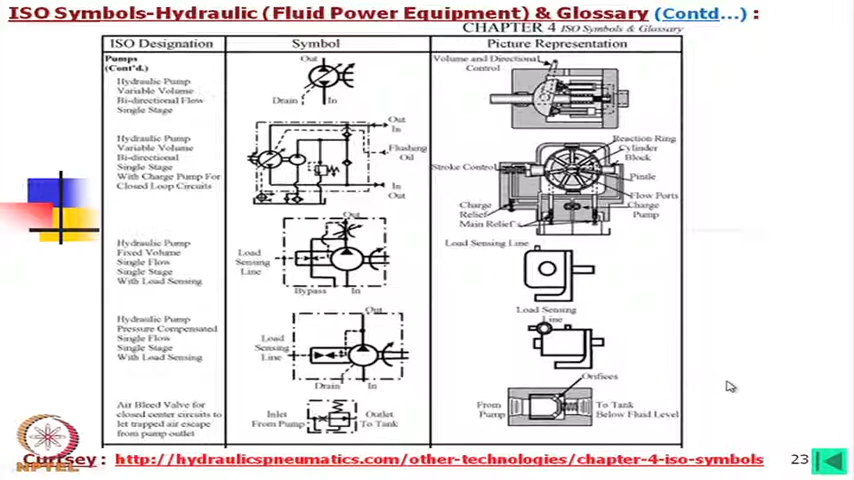 ISO Symbols-Hydraulic (Fluid Power Equipment) & Glossary (Contd...) :
CHAPTER 4 ISO Symbols & Glossary
ISO Designation
Symbol
Picture Representation
Pumps
(Cont'd.)
Hydraulic Pump
Variable Volume
Bi-directional Flow
Single Stage
Out
Drain
In
Volume and Directional
Control
Hydraulic Pump
Variable Volume
Bi-directional
Single Stage
With Charge Pump For
Closed Loop Circuits
Out
In
Flushing
Oil
In
Out
Reaction Ring
Cylinder
Block
Stroke Control
Pintle
Flow Ports
Charge
Relief
Charge
Pump
Main Relief's
Hydraulic Pump
Fixed Volume
Single Flow
Single Stage
With Load Sensing
Out
Load
Sensing
Line
Bypass
In
Load Sensing Line
Hydraulic Pump
Pressure Compensated
Single Flow
Single Stage
With Load Sensing
Out
Load
Sensing
Line
Drain
In
Load Sensing
Line
Air Bleed Valve for
closed center circuits to
let trapped air escape
from pump outlet
Inlet
From Pump
Outlet
To Tank
Orifices
From
Pump
To Tank
Below Fluid Level
Curtsey : http://hydraulicspneumatics.com/other-technologies/chapter-4-iso-symbols
23
NPTEL